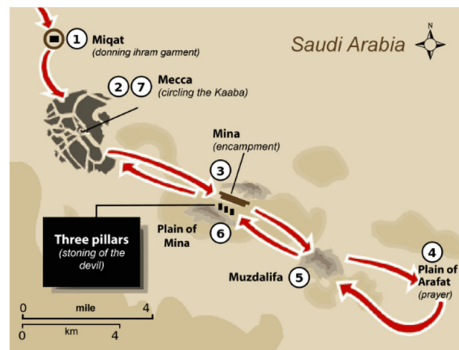 1 Miqat
(donning ihram garment)
Saudi Arabia
N
2 7 Mecca
(circling the Kaaba)
Mina
(encampment)
3
Three pillars
(stoning of the
devil)
Plain of
Mina
6
Muzdalifa 5
4
Plain of
Arafat
(prayer)
0 mile 4
0 km 4